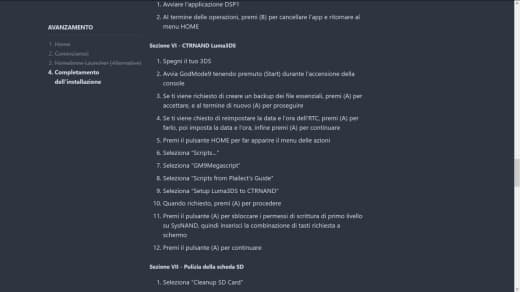 1. Avviare l'applicazione DSP1
2. Al termine delle operazioni, premi (B) per cancellare l'app e ritornare al
menu HOME
AVANZAMENTO
1. Home
2. Cominciamo)
3. Homebrew Launcher (Alternative)
4. Completamento
dell'installazione
Sezione VI - CTRNAND Luma3DS
1. Spegni il tuo 3DS
2. Avvia GodMode9 tenendo premuto (Start) durante l'accensione della
console
3. Se ti viene richiesto di creare un backup dei file essenziali, premi (A) per
accettare, e al termine di nuovo (A) per proseguire
4. Se ti viene chiesto di reimpostare la data e l'ora dell'RTC, premi (A) per
farlo, poi imposta la data e l'ora, infine premi (A) per continuare
5. Premi il pulsante HOME per far apparire il menu delle azioni
6. Seleziona "Scripts..."
7. Seleziona "GM9Megascript"
8. Seleziona "Scripts from Plailect's Guide"
9. Seleziona "Setup Luma3DS to CTRNAND"
10. Quando richiesto, premi (A) per procedere
11. Premi il pulsante (A) per sbloccare i permessi di scrittura di primo livello
su SysNAND, quindi inserisci la combinazione di tasti richiesta a
schermo
12. Premi il pulsante (A) per continuare
Sezione VII - Pulizia della scheda SD
1. Seleziona "Cleanup SD Card"